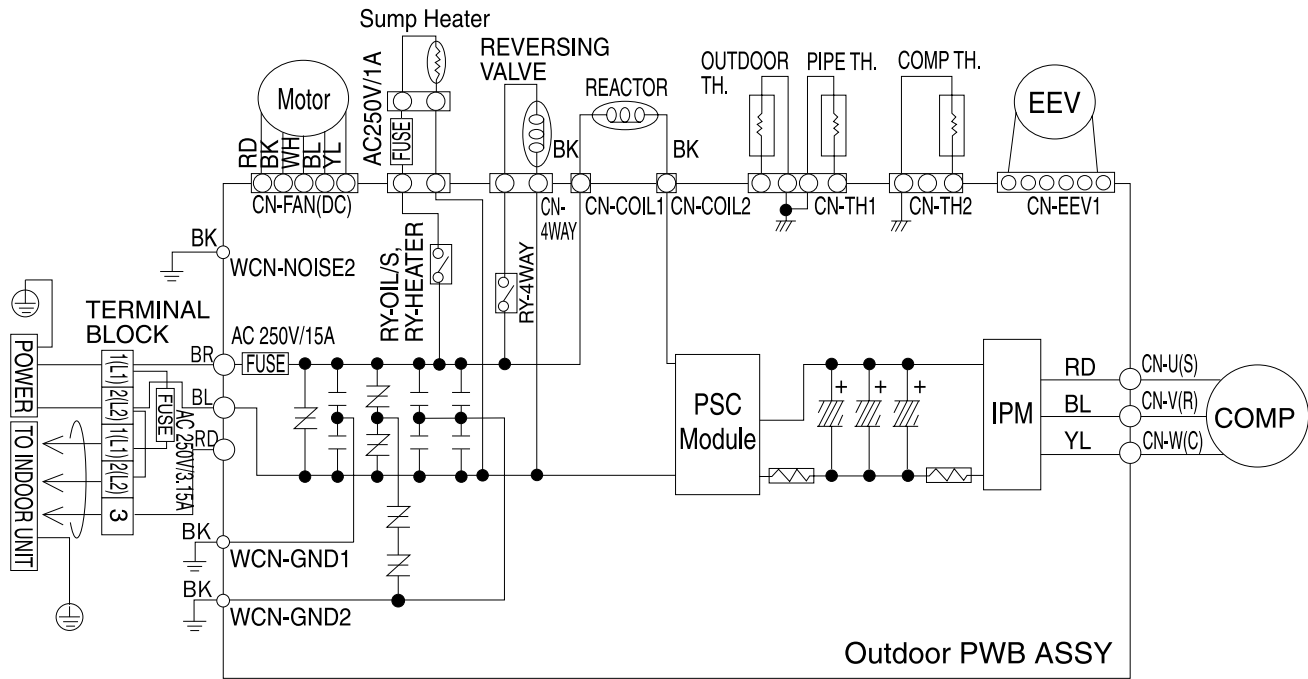 Sump Heater
REVERSING
VALVE
OUTDOOR
TH.
PIPE TH.
COMP TH.
REACTOR
Motor
EEV
AC250V/1A
FUSE
RD
BK
WH
BL
YL
BK
BK
CN-FAN(DC)
CN-
4WAY
CN-COIL1
CN-COIL2
CN-TH1
CN-TH2
CN-EEV1
BK
WCN-NOISE2
RY-OIL/S,
RY-HEATER
RY-4WAY
TERMINAL
BLOCK
POWER
TO INDOOR UNIT
1(L1)
2(L2)
1(L1)
2(L2)
3
FUSE
AC 250V/3.15A
BR
BL
RD
AC 250V/15A
FUSE
PSC
Module
+
+
+
IPM
RD
BL
YL
CN-U(S)
CN-V(R)
CN-W(C)
COMP
BK
WCN-GND1
BK
WCN-GND2
Outdoor PWB ASSY